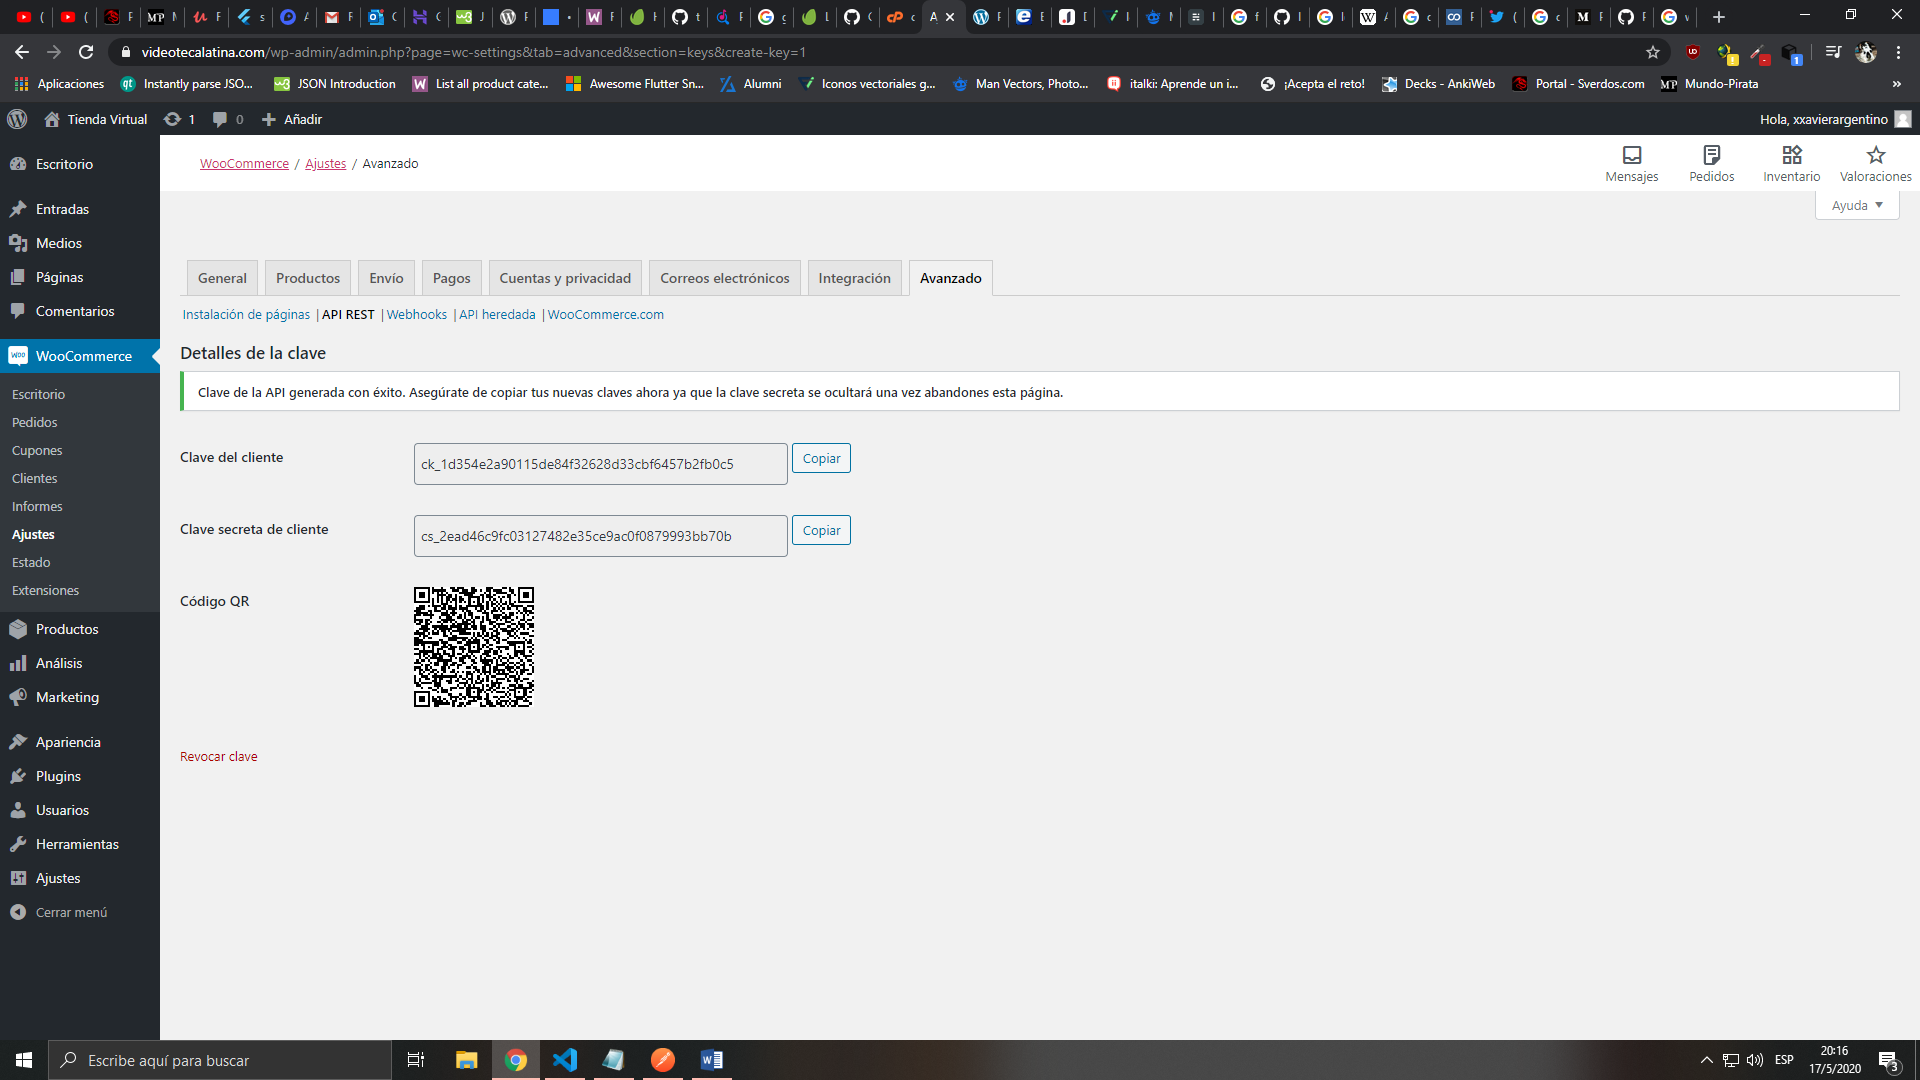 videotecalatina.com/wp-admin/admin.php?page=wc-settings&tab=advanced&section=keys&create-key=1
Aplicaciones
Instantly parse JSO...
JSON Introduction
List all product cate...
Awesome Flutter Sn...
Alumni
Iconos vectoriales g...
Man Vectors, Photo...
italki: Aprende un i...
¡Acepta el reto!
Decks - AnkiWeb
Portal - Sverdos.com
Mundo-Pirata
»
Tienda Virtual
1
0
Añadir
Hola, xxavierargentino
Escritorio
Entradas
Medios
Páginas
Comentarios
WooCommerce
Escritorio
Pedidos
Cupones
Clientes
Informes
Ajustes
Estado
Extensiones
Productos
Análisis
Marketing
Apariencia
Plugins
Usuarios
Herramientas
Ajustes
Cerrar menú
WooCommerce / Ajustes / Avanzado
Mensajes
Pedidos
Inventario
Valoraciones
Ayuda
General
Productos
Envío
Pagos
Cuentas y privacidad
Correos electrónicos
Integración
Avanzado
Instalación de páginas | API REST | Webhooks | API heredada | WooCommerce.com
Detalles de la clave
Clave de la API generada con éxito. Asegúrate de copiar tus nuevas claves ahora ya que la clave secreta se ocultará una vez abandones esta página.
Clave del cliente
ck_1d354e2a90115de84f32628d33cbf6457b2fb0c5
Copiar
Clave secreta de cliente
cs_2ead46c9fc03127482e35ce9ac0f0879993bb70b
Copiar
Código QR
Revocar clave
Escribe aquí para buscar
ESP
20:16
17/5/2020
3